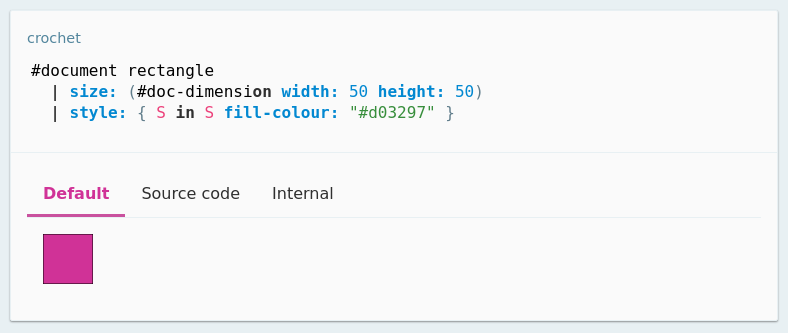 crochet
#document rectangle
  | size: (#doc-dimension width: 50 height: 50)
  | style: { S in S fill-colour: "#d03297" }
Default Source code Internal